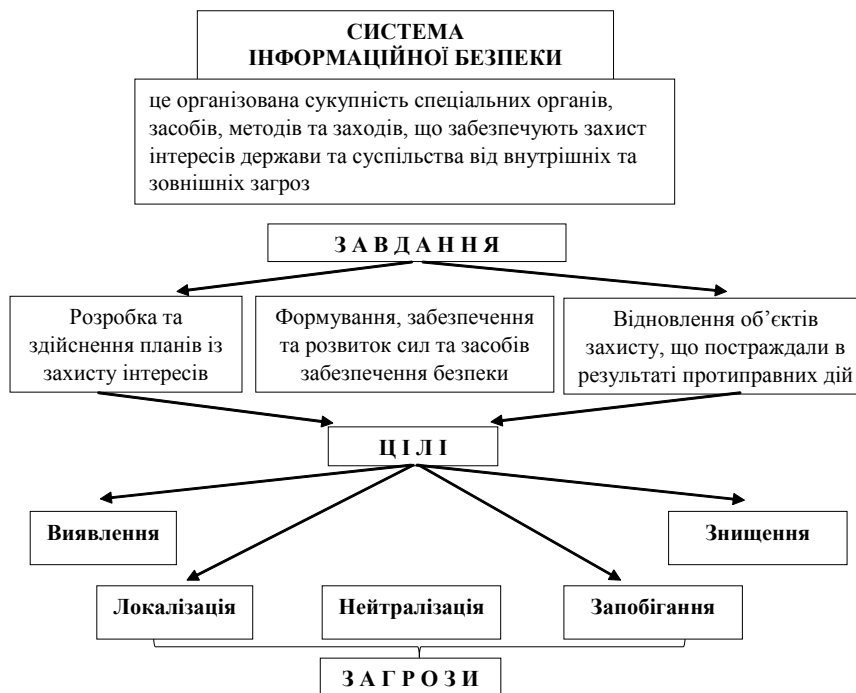 СИСТЕМА
ІНФОРМАЦІЙНОЇ БЕЗПЕКИ
це організована сукупність спеціальних органів,
засобів, методів та заходів, що забезпечують захист
інтересів держави та суспільства від внутрішніх та
зовнішніх загроз
З А В Д А Н Н Я
Розробка та
здійснення планів із
захисту інтересів
Формування, забезпечення
та розвиток сил та засобів
забезпечення безпеки
Відновлення об’єктів
захисту, що постраждали в
результаті протиправних дій
Ц І Л І
Виявлення
Знищення
Локалізація
Нейтралізація
Запобігання
З А Г Р О З И